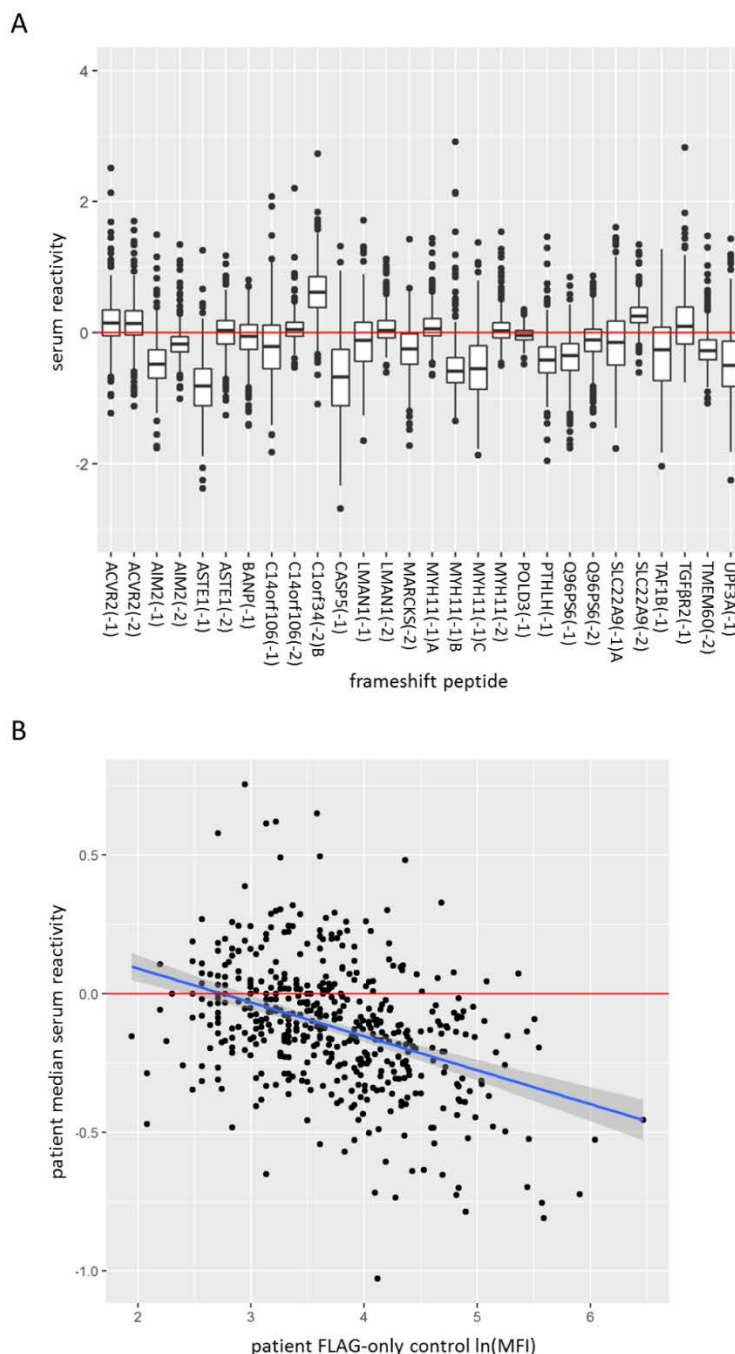 A
4
2
0
-2
serum reactivity
ACVR2(-1)
ACVR2(-2)
AIM2(-1)
AIM2(-2)
ASTE1(-1)
ASTE1(-2)
BANP(-1)
C14orf106(-1)
C14orf106(-2)
C1orf34(-2)B
CASP5(-1)
LMAN1(-1)
LMAN1(-2)
MARCKS(-2)
MYH11(-1)A
MYH11(-1)B
MYH11(-1)C
MYH11(-2)
POLD3(-1)
PTHLH(-1)
Q96PS6(-1)
Q96PS6(-2)
SLC22A9(-1)A
SLC22A9(-2)
TAF1B(-1)
TGFβR2(-1)
TMEM60(-2)
UPF3A(-1)
frameshift peptide
B
0.5
0.0
-0.5
-1.0
patient median serum reactivity
2 3 4 5 6
patient FLAG-only control ln(MFI)